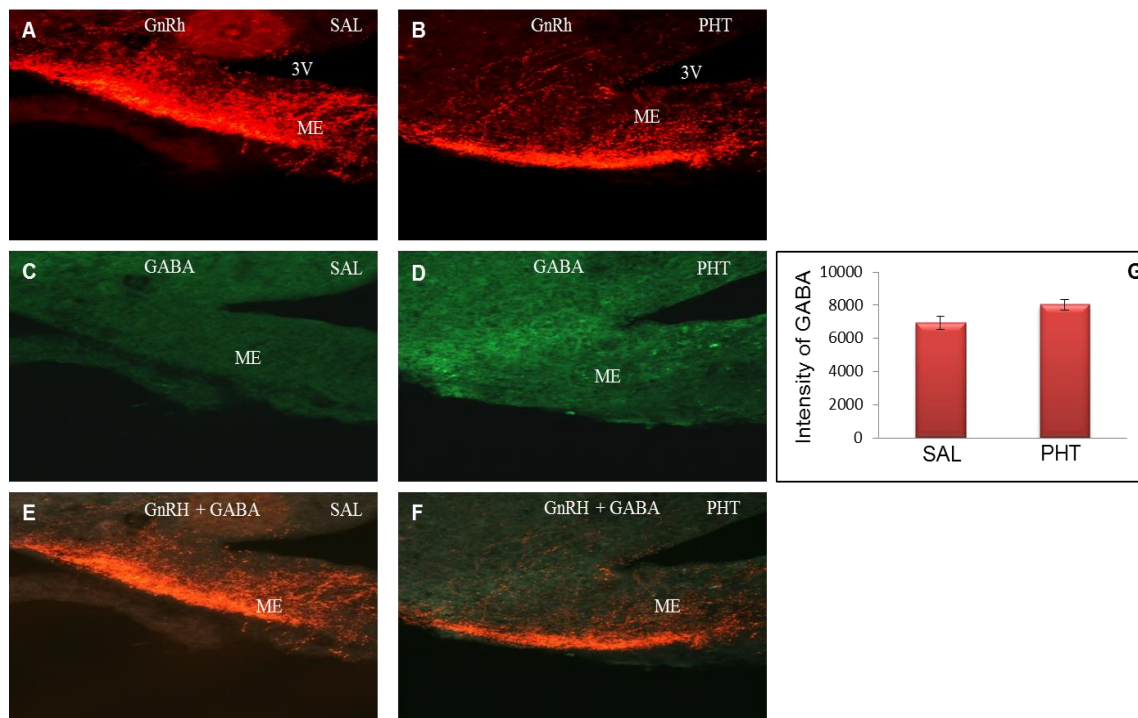 A GnRh SAL
3V
ME
B GnRh PHT
3V
ME
C GABA SAL
ME
D GABA PHT
ME
G
Intensity of GABA
10000
8000
6000
4000
2000
0
SAL PHT
E GnRH + GABA SAL
ME
F GnRH + GABA PHT
ME